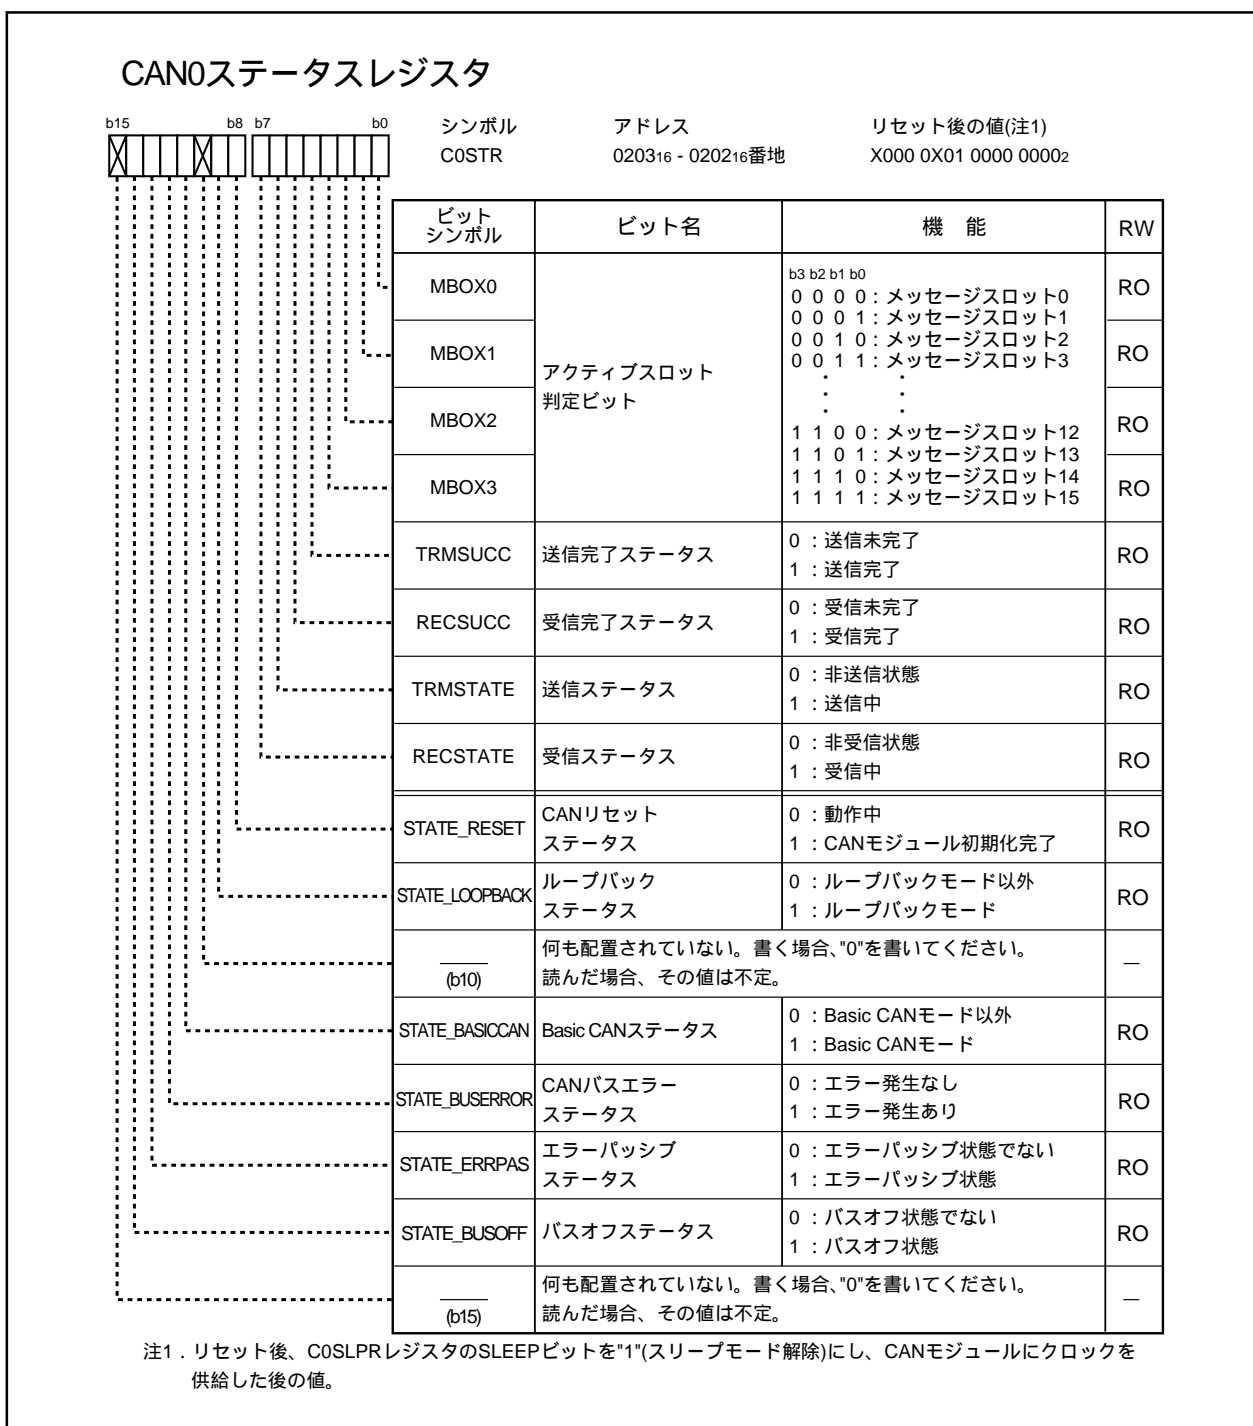 CAN0ステータスレジスタ
b15 b8 b7 b0
シンボル アドレス リセット後の値(注1)
C0STR 020316 - 020216番地 X000 0X01 0000 00002
ビット
シンボル
ビット名 機 能 RW
MBOX0
MBOX1
MBOX2
MBOX3
アクティブスロット
判定ビット
b3 b2 b1 b0
0 0 0 0:メッセージスロット0
0 0 0 1:メッセージスロット1
0 0 1 0:メッセージスロット2
0 0 1 1:メッセージスロット3
・ ・
・ ・
・ ・
1 1 0 0:メッセージスロット12
1 1 0 1:メッセージスロット13
1 1 1 0:メッセージスロット14
1 1 1 1:メッセージスロット15
RO
RO
RO
RO
TRMSUCC 送信完了ステータス
0 :送信未完了
1 :送信完了
RO
RECSUCC 受信完了ステータス
0 :受信未完了
1 :受信完了
RO
TRMSTATE 送信ステータス
0 :非送信状態
1 :送信中
RO
RECSTATE 受信ステータス
0 :非受信状態
1 :受信中
RO
STATE_RESET
CANリセット
ステータス
0 :動作中
1 :CANモジュール初期化完了
RO
STATE_LOOPBACK
ループバック
ステータス
0 :ループバックモード以外
1 :ループバックモード
RO
(b10)
何も配置されていない。書く場合、"0"を書いてください。
読んだ場合、その値は不定。
―
STATE_BASICCAN Basic CANステータス
0 :Basic CANモード以外
1 :Basic CANモード
RO
STATE_BUSERROR
CANバスエラー
ステータス
0 :エラー発生なし
1 :エラー発生あり
RO
STATE_ERRPAS
エラーパッシブ
ステータス
0 :エラーパッシブ状態でない
1 :エラーパッシブ状態
RO
STATE_BUSOFF バスオフステータス
0 :バスオフ状態でない
1 :バスオフ状態
RO
(b15)
何も配置されていない。書く場合、"0"を書いてください。
読んだ場合、その値は不定。
―
注1.リセット後、C0SLPRレジスタのSLEEPビットを"1"(スリープモード解除)にし、CANモジュールにクロックを
供給した後の値。